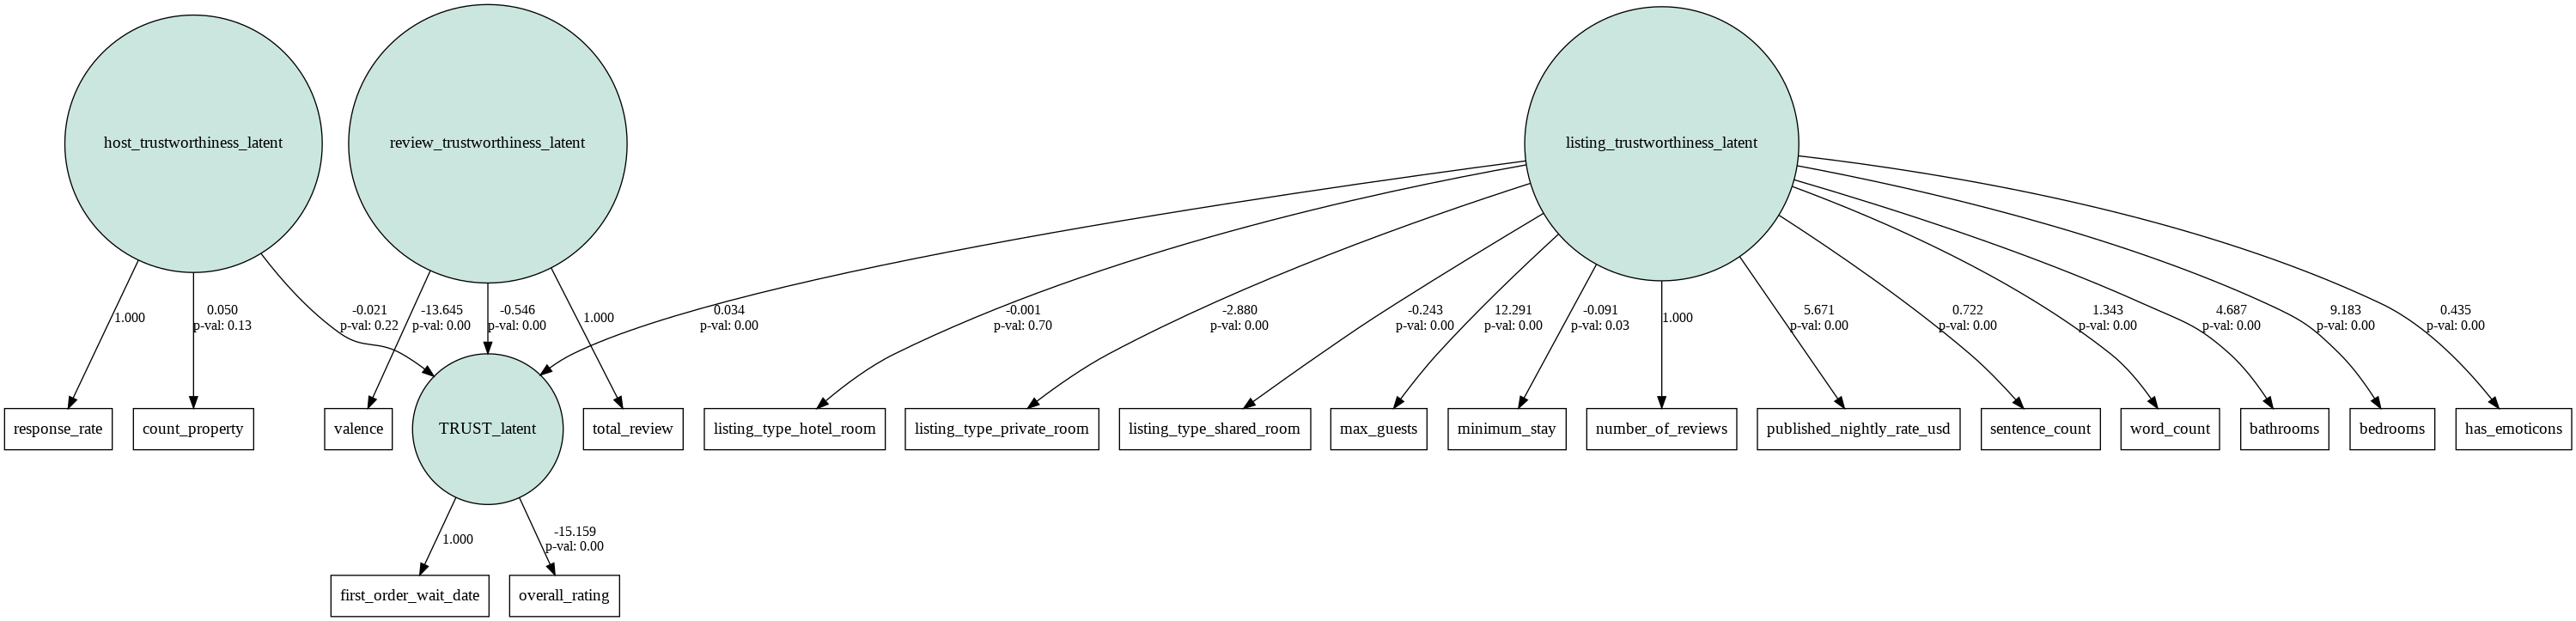 host_trustworthiness_latent
review_trustworthiness_latent
listing_trustworthiness_latent
1.000
0.050
p-val: 0.13
-0.021
p-val: 0.22
-13.645
p-val: 0.00
-0.546
p-val: 0.00
1.000
0.034
p-val: 0.00
-0.001
p-val: 0.70
-2.880
p-val: 0.00
-0.243
p-val: 0.00
12.291
p-val: 0.00
-0.091
p-val: 0.03
1.000
5.671
p-val: 0.00
0.722
p-val: 0.00
1.343
p-val: 0.00
4.687
p-val: 0.00
9.183
p-val: 0.00
0.435
p-val: 0.00
response_rate
count_property
valence
TRUST_latent
total_review
listing_type_hotel_room
listing_type_private_room
listing_type_shared_room
max_guests
minimum_stay
number_of_reviews
published_nightly_rate_usd
sentence_count
word_count
bathrooms
bedrooms
has_emoticons
1.000
-15.159
p-val: 0.00
first_order_wait_date
overall_rating